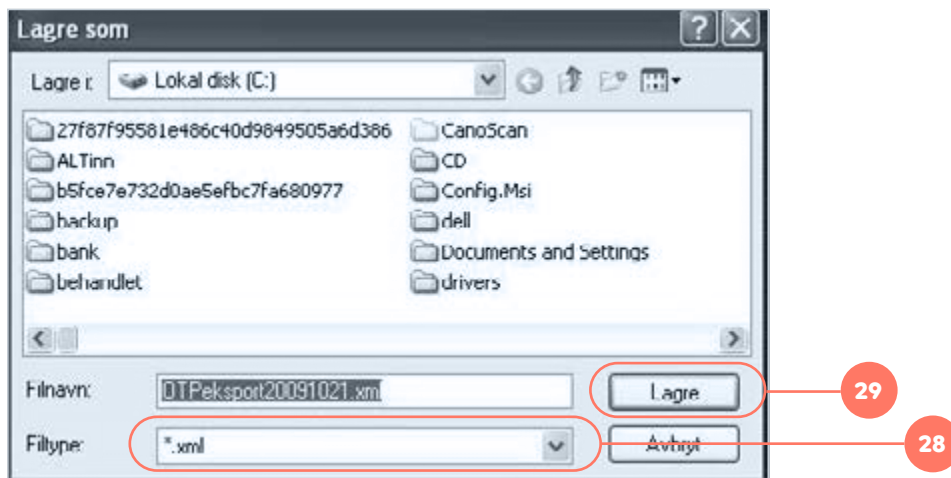 Lagre som
Lagre i: Lokal disk (C:)
27f87f95581e486c40d9849505a6d386 CanoScan
ALTinn CD
b5fce7e732d0ae5efbc7fa680977 Config.Msi
backup dell
bank Documents and Settings
behandlet drivers
Filnavn: DTPeksport20091021.xml Lagre
29
Filtype: *.xml Avbryt
28